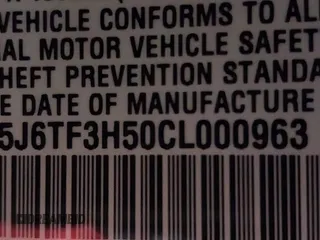 VEHICLE CONFORMS TO AL
AL MOTOR VEHICLE SAFET
HEFT PREVENTION STANDA
E DATE OF MANUFACTURE
5J6TF3H50CL000963